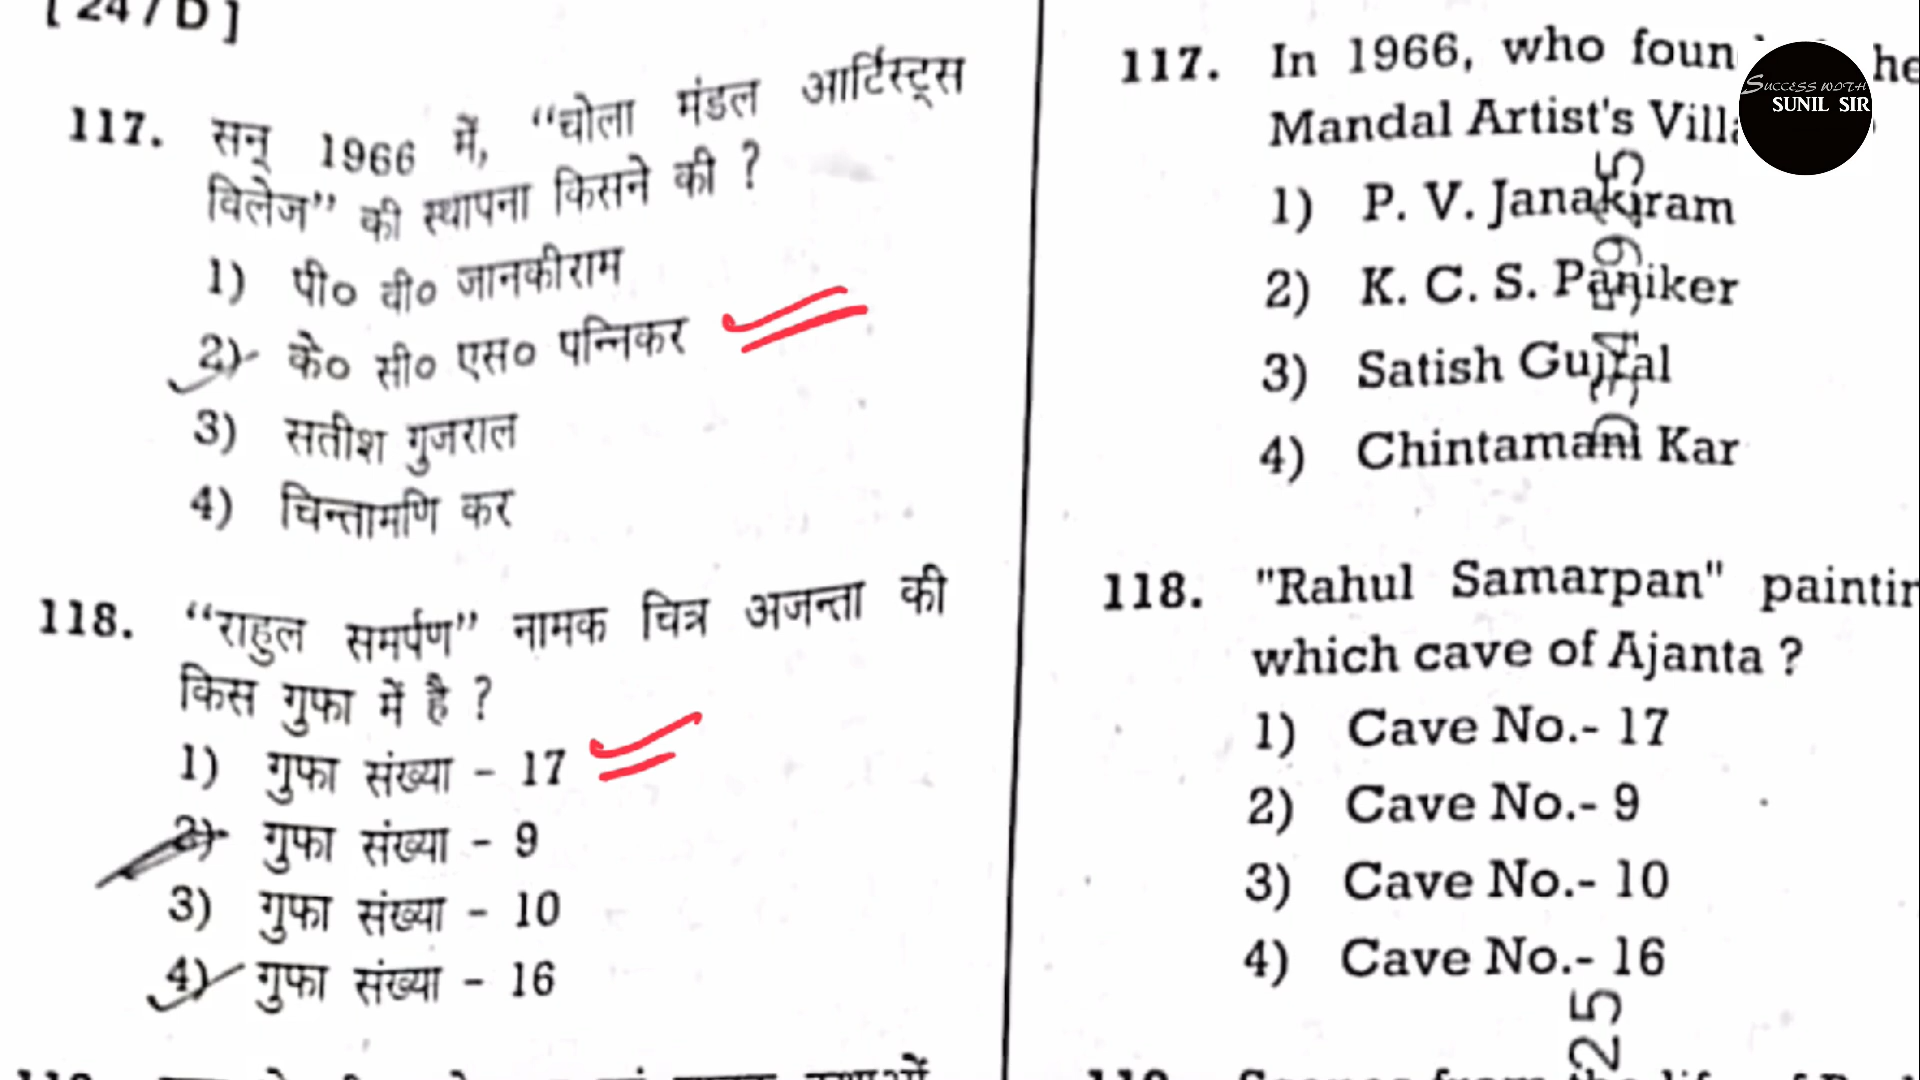 [ 24 / D ]
117. सन् 1966 में, “चोला मंडल आर्टिस्ट्स
विलेज” की स्थापना किसने की ?
1) पी० वी० जानकीराम
2) के० सी० एस० पन्निकर
3) सतीश गुजराल
4) चिन्तामणि कर
118. “राहुल समर्पण” नामक चित्र अजन्ता की
किस गुफा में है ?
1) गुफा संख्या - 17
2) गुफा संख्या - 9
3) गुफा संख्या - 10
4) गुफा संख्या - 16
117. In 1966, who
Mandal Artist's
1) P. V. Janakiram
2) K. C. S. Paniker
3) Satish Gujral
4) Chintamani Kar
118. "Rahul Samarpan"
which cave of Ajanta ?
1) Cave No.- 17
2) Cave No.- 9
3) Cave No.- 10
4) Cave No.- 16
SUCCESS WITH
SUNIL SIR
25